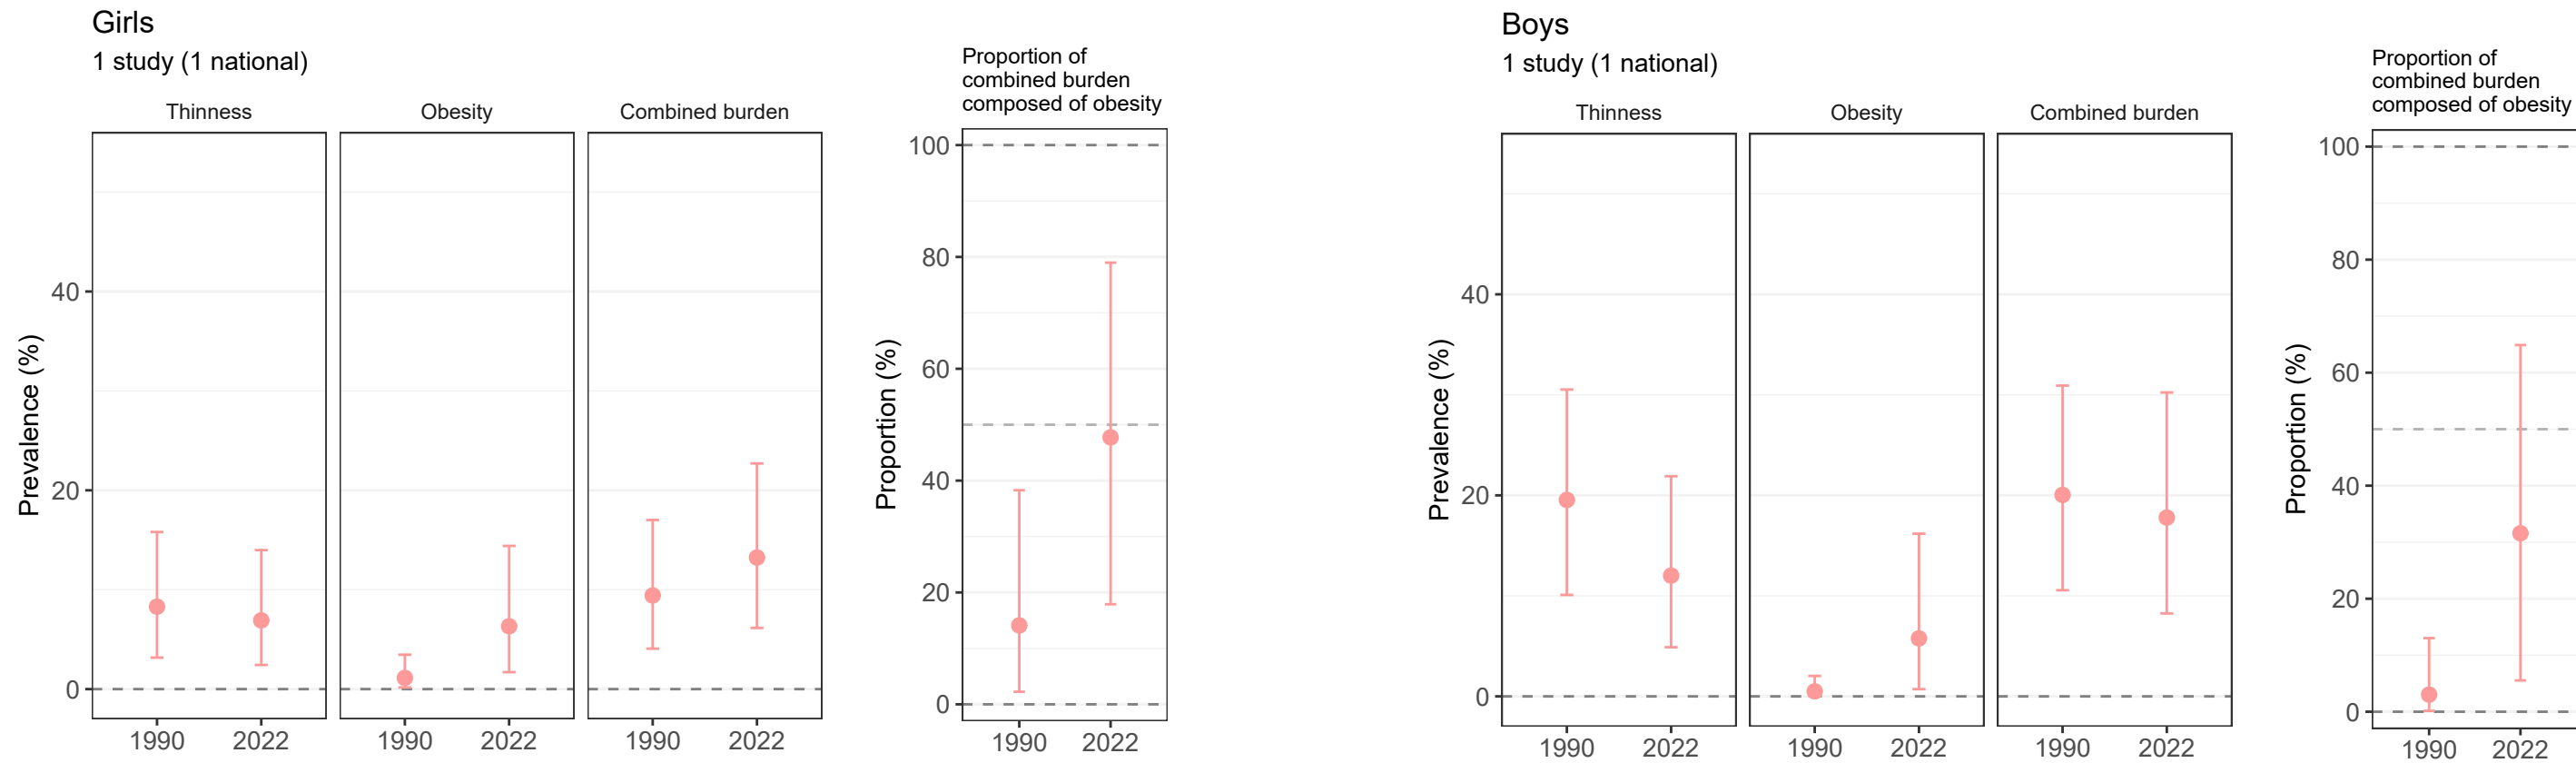 Girls
1 study (1 national)
Thinness
Obesity
Combined burden
Prevalence (%)
40
20
0
1990 2022
1990 2022
1990 2022
Proportion of
combined burden
composed of obesity
Proportion (%)
100
80
60
40
20
0
1990 2022
Boys
1 study (1 national)
Thinness
Obesity
Combined burden
Prevalence (%)
40
20
0
1990 2022
1990 2022
1990 2022
Proportion of
combined burden
composed of obesity
Proportion (%)
100
80
60
40
20
0
1990 2022